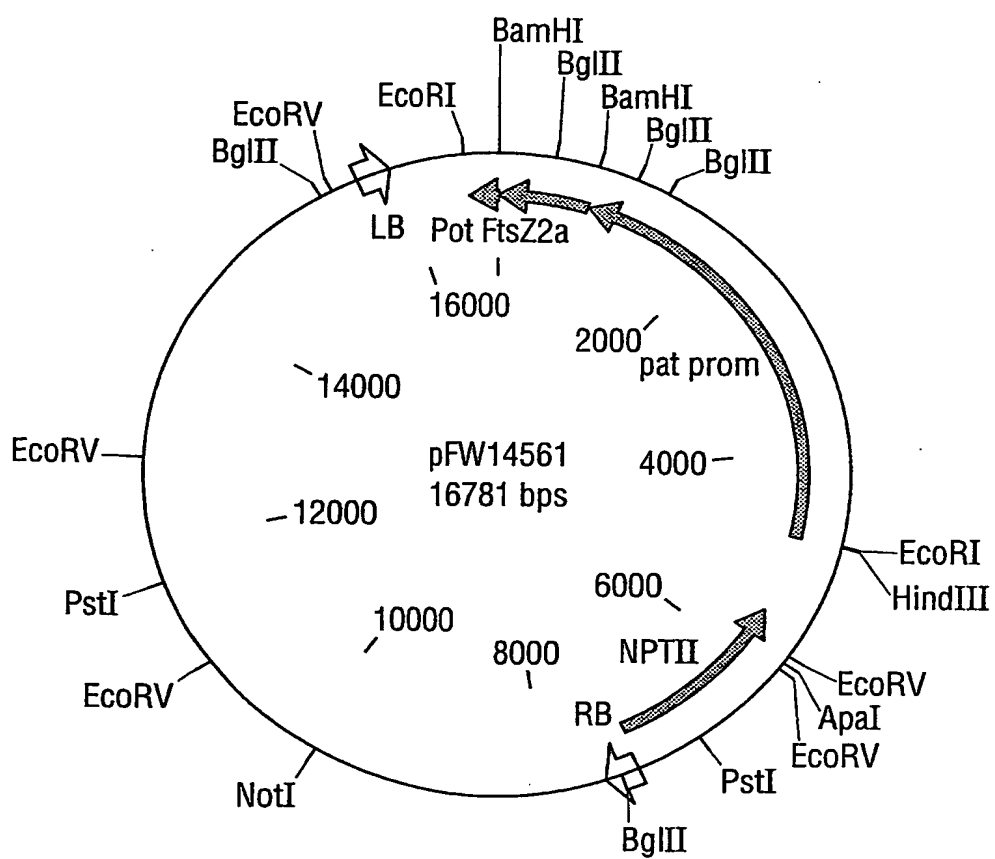 BamHI
BglII
EcoRI
BamHI
EcoRV
BglII
BglII
BglII
LB
Pot FtsZ2a
16000
2000
pat prom
14000
EcoRV
pFW14561
4000
16781 bps
12000
EcoRI
6000
HindIII
PstI
10000
8000
NPTII
EcoRV
EcoRV
RB
ApaI
EcoRV
PstI
NotI
BglII